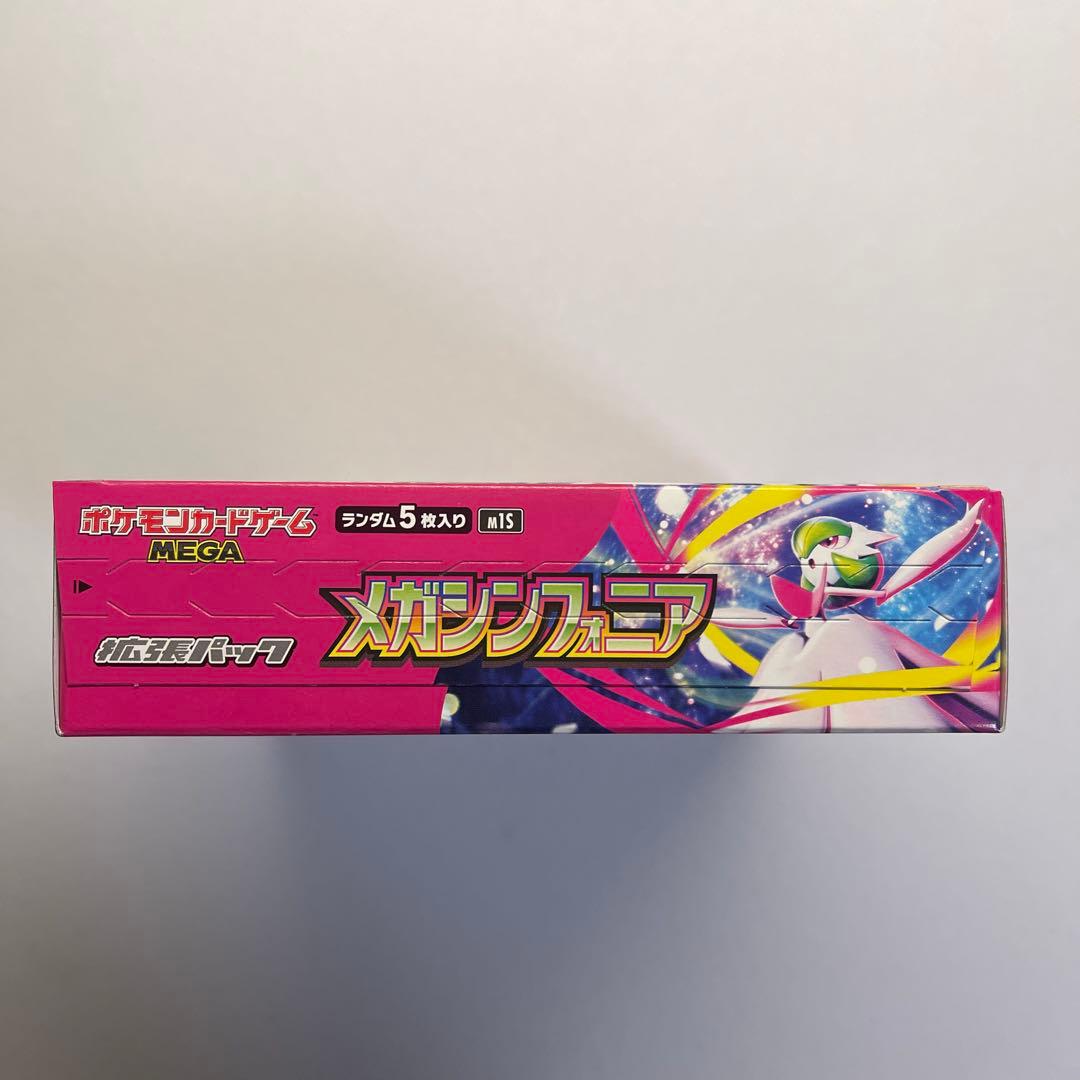 ポケモンカードゲーム
MEGA
ランダム5枚入り
M1S
メガシンフォニア
拡張パック